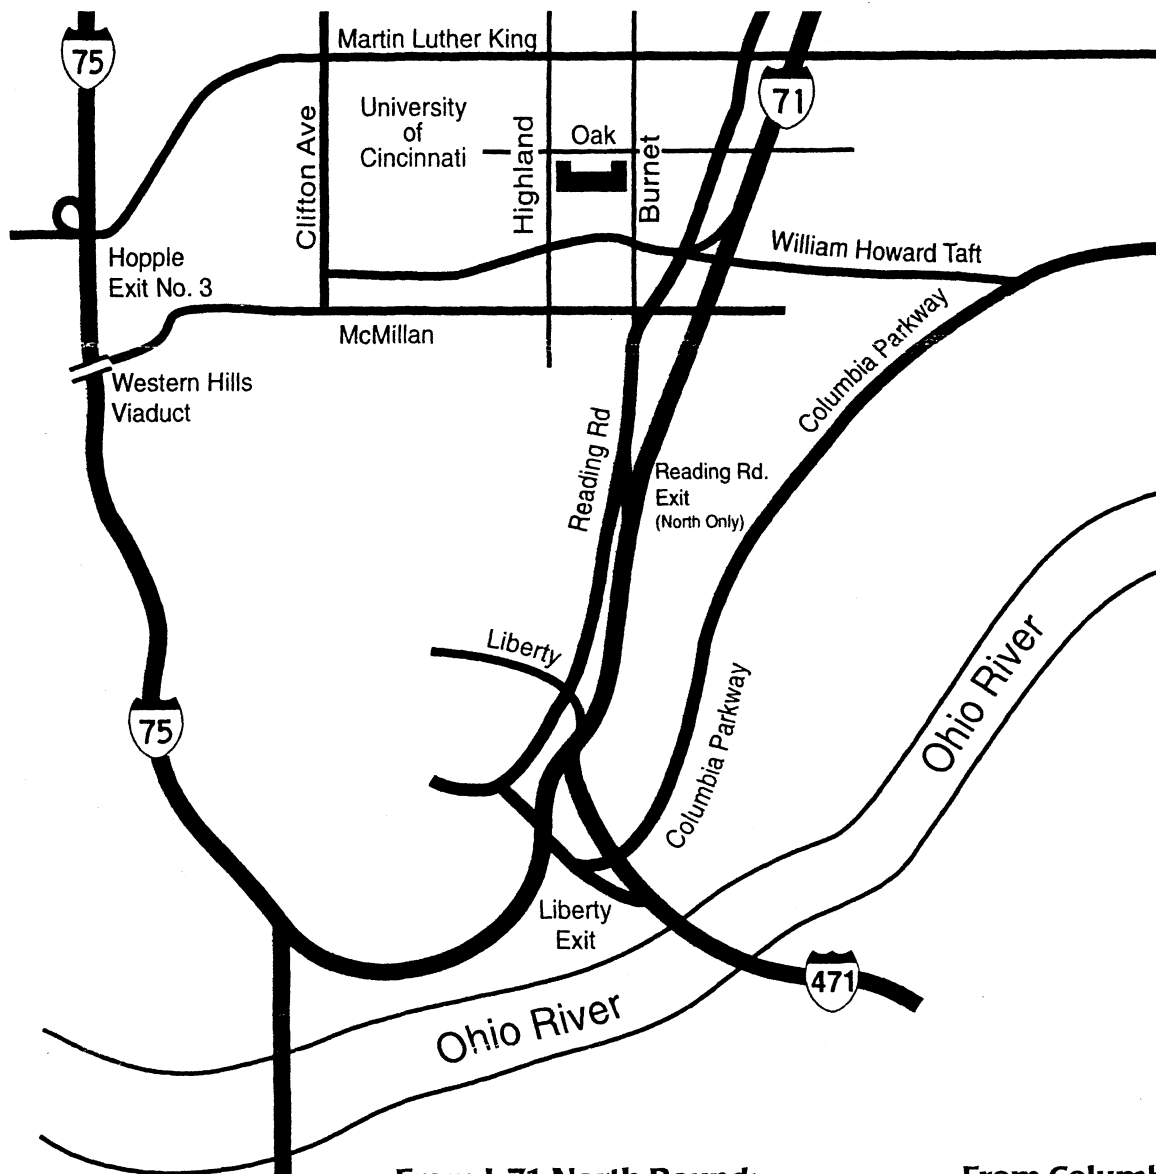 75
Martin Luther King
71
University
of
Cincinnati
Clifton Ave
Highland
Oak
Burnet
William Howard Taft
Hopple
Exit No. 3
McMillan
Columbia Parkway
Western Hills
Viaduct
Reading Rd
Reading Rd.
Exit
(North Only)
Liberty
Ohio River
75
Columbia Parkway
Liberty
Exit
471
Ohio River